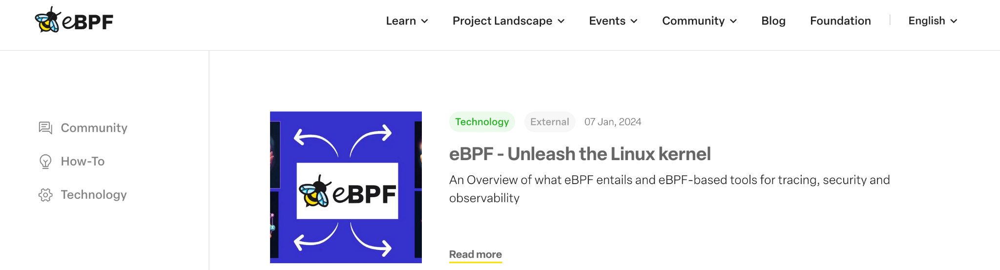 eBPF
Learn
Project Landscape
Events
Community
Blog
Foundation
English
Community
How-To
Technology
eBPF
Technology
External
07 Jan, 2024
eBPF - Unleash the Linux kernel
An Overview of what eBPF entails and eBPF-based tools for tracing, security and
observability
Read more